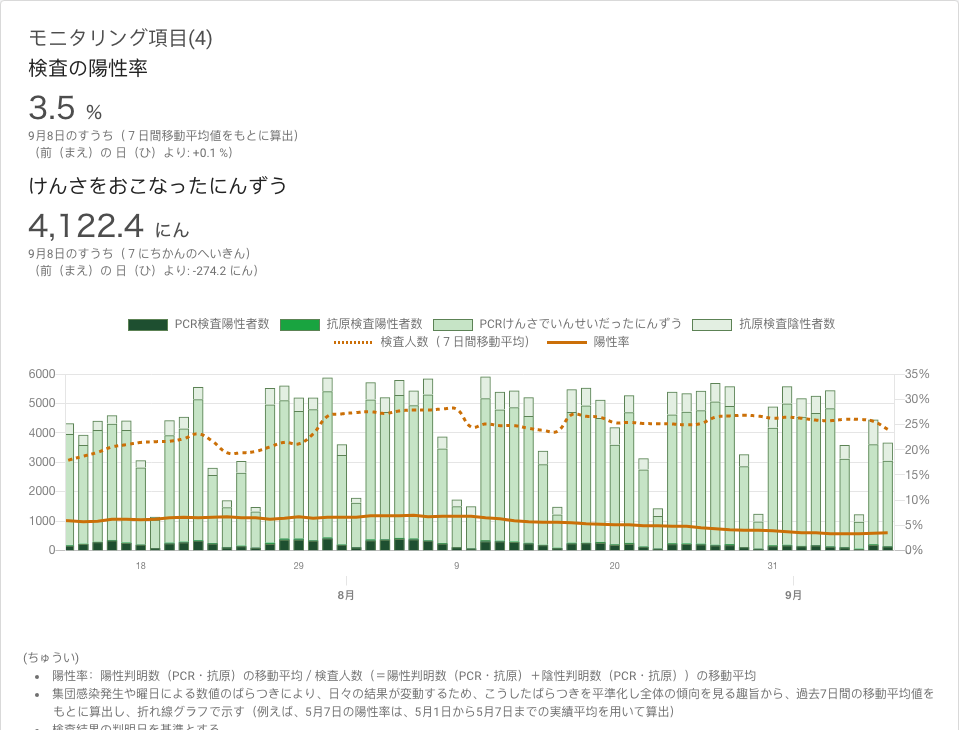 モニタリング項目(4)
検査の陽性率
3.5 %
9月8日のすうち（７日間移動平均値をもとに算出）
（前（まえ）の 日（ひ）より: +0.1 %）
けんさをおこなったにんずう
4,122.4 にん
9月8日のすうち（７にちかんのへいきん）
（前（まえ）の 日（ひ）より: -274.2 にん）
PCR検査陽性者数 抗原検査陽性者数 PCRけんさでいんせいだったにんずう 抗原検査陰性者数
検査人数（７日間移動平均） 陽性率
6000 35%
5000 30%
4000 25%
3000 20%
2000 15%
1000 10%
0 5%
0%
18 29 9 20 31
8月 9月
(ちゅうい)
• 陽性率：陽性判明数（PCR・抗原）の移動平均 / 検査人数（＝陽性判明数（PCR・抗原）＋陰性判明数（PCR・抗原））の移動平均
• 集団感染発生や曜日による数値のばらつきにより、日々の結果が変動するため、こうしたばらつきを平準化し全体の傾向を見る趣旨から、過去7日間の移動平均値を
もとに算出し、折れ線グラフで示す（例えば、5月7日の陽性率は、5月1日から5月7日までの実績平均を用いて算出）
• 検査結果の判明日を基準とする